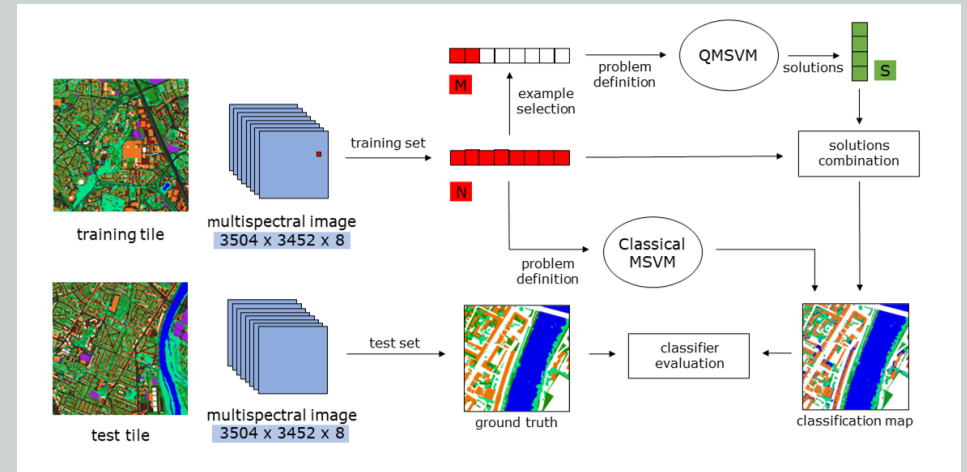 QMSVM
problem
definition
solutions
S
M
example
selection
training set
solutions
combination
N
multispectral image
3504 x 3452 x 8
training tile
problem
definition
Classical
MSVM
test set
classifier
evaluation
multispectral image
3504 x 3452 x 8
test tile
ground truth
classification map